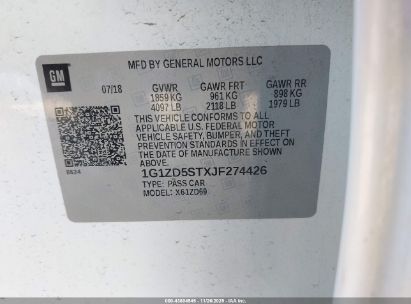 GM
MFD BY GENERAL MOTORS LLC
07/18 GVWR GAWR FRT GAWR RR
1859 KG 961 KG 898 KG
4097 LB 2118 LB 1979 LB
THIS VEHICLE CONFORMS TO ALL
APPLICABLE U.S. FEDERAL MOTOR
VEHICLE SAFETY, BUMPER, AND THEFT
PREVENTION STANDARDS IN EFFECT ON
THE DATE OF MANUFACTURE SHOWN
ABOVE.
1G1ZD5STXJF274426
TYPE: PASS CAR
MODEL: X61ZD69